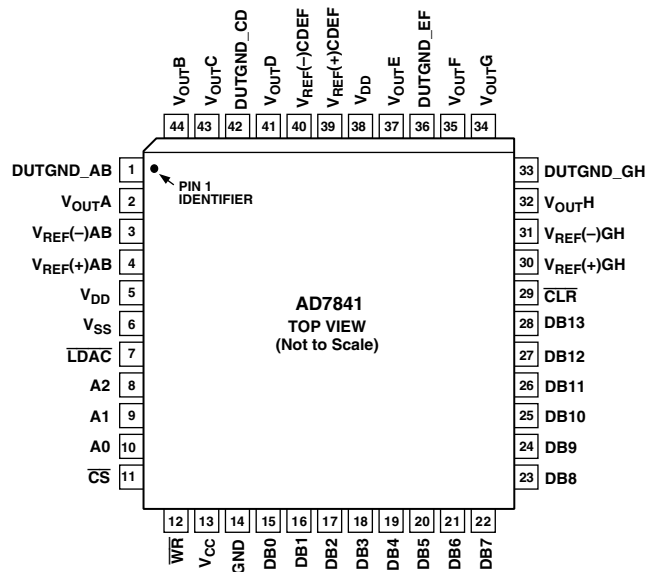 VOUTB
VOUTC
DUTGND_CD
VOUTD
VREF(–)CDEF
VREF(+)CDEF
VDD
VOUTE
DUTGND_EF
VOUTF
VOUTG
44 43 42 41 40 39 38 37 36 35 34
DUTGND_AB 1
VOUTA 2
VREF(–)AB 3
VREF(+)AB 4
VDD 5
VSS 6
LDAC 7
A2 8
A1 9
A0 10
CS 11
PIN 1
IDENTIFIER
AD7841
TOP VIEW
(Not to Scale)
33 DUTGND_GH
32 VOUTH
31 VREF(–)GH
30 VREF(+)GH
29 CLR
28 DB13
27 DB12
26 DB11
25 DB10
24 DB9
23 DB8
12 13 14 15 16 17 18 19 20 21 22
WR
VCC
GND
DB0
DB1
DB2
DB3
DB4
DB5
DB6
DB7